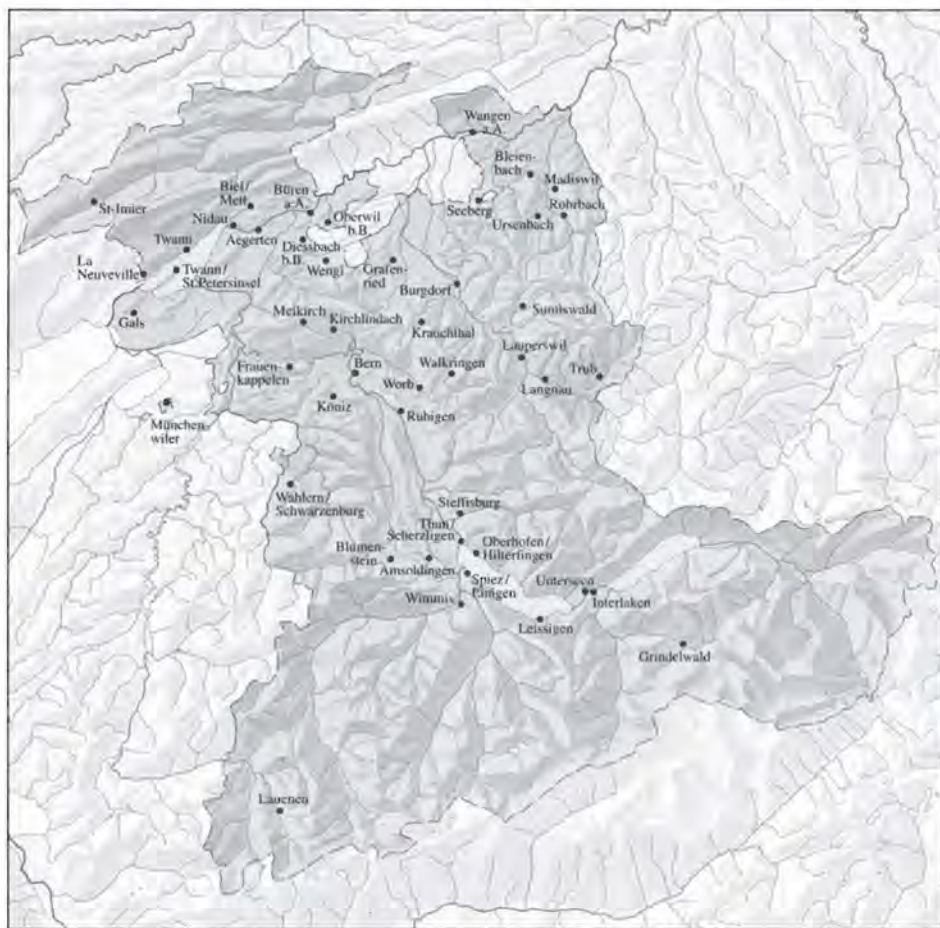 Wangen
a.A.
Bleien-
bach
Madiswil
Seeberg
Rohrbach
Ursenbach
St-Imier
Biel/
Mett
Büren
a.A.
Oberwil
b.B.
Nidau
Aegerten
Diessbach
b.B.
Wengi
Twann
Grafen-
ried
La
Neuveville
Twann/
St.Petersinsel
Burgdorf
Gals
Meikirch
Kirchlindach
Krauchthal
Sumiswald
Lauperswil
Trub
Langnau
Frauen-
kappelen
Bern
Walkringen
Worb
Köniz
Rubigen
München-
wiler
Wahlern/
Schwarzenburg
Steffisburg
Thun/
Scherzligen
Oberhofen/
Hilterfingen
Blumen-
stein
Amsoldingen
Spiez/
Faulensee
Unterseen
Interlaken
Wimmis
Leissigen
Grindelwald
Lauenen